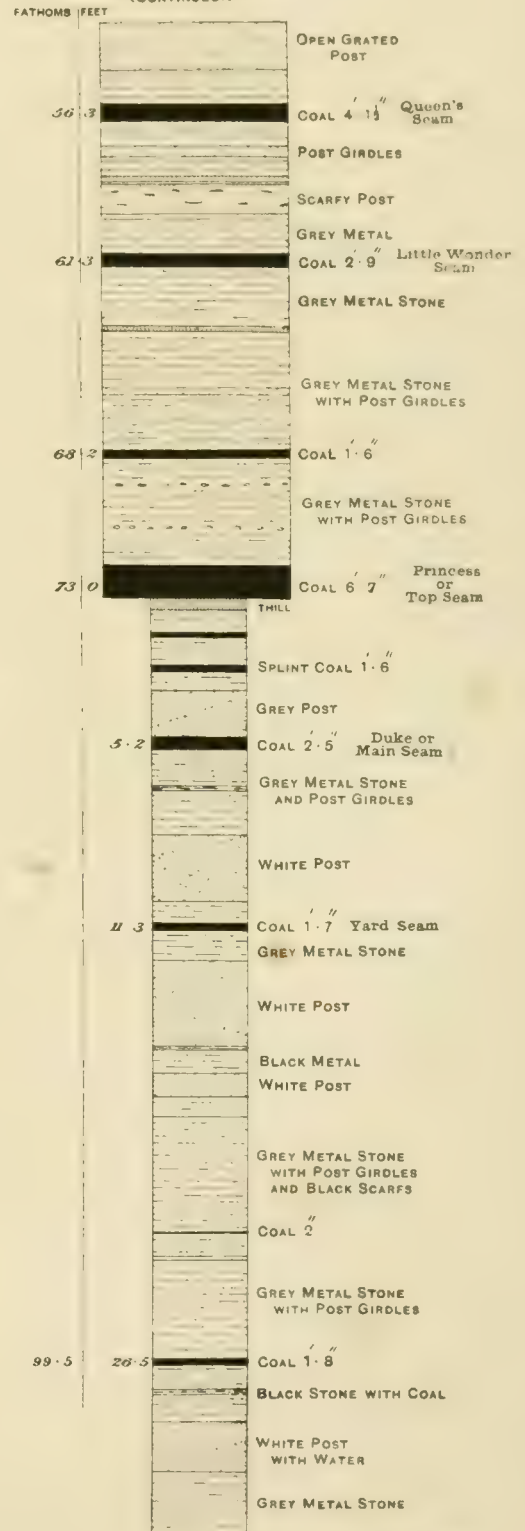 FATHOMS FEET
OPEN GRATED
POST
56 3 COAL 4' 1½" Queen's
Seam
POST GIRDLES
SCARFY POST
GREY METAL
61 3 COAL 2'·9" Little Wonder
Seam
GREY METAL STONE
GREY METAL STONE
WITH POST GIRDLES
68 2 COAL 1'·6"
GREY METAL STONE
WITH POST GIRDLES
73 0 COAL 6' 7" Princess
or
Top Seam
THILL
SPLINT COAL 1'·6"
GREY POST
5·2 COAL 2'·5" Duke or
Main Seam
GREY METAL STONE
AND POST GIRDLES
WHITE POST
11 3 COAL 1'·7" Yard Seam
GREY METAL STONE
WHITE POST
BLACK METAL
WHITE POST
GREY METAL STONE
WITH POST GIRDLES
AND BLACK SCARFS
COAL 2"
GREY METAL STONE
WITH POST GIRDLES
99·5 26·5 COAL 1'·8"
BLACK STONE WITH COAL
WHITE POST
WITH WATER
GREY METAL STONE